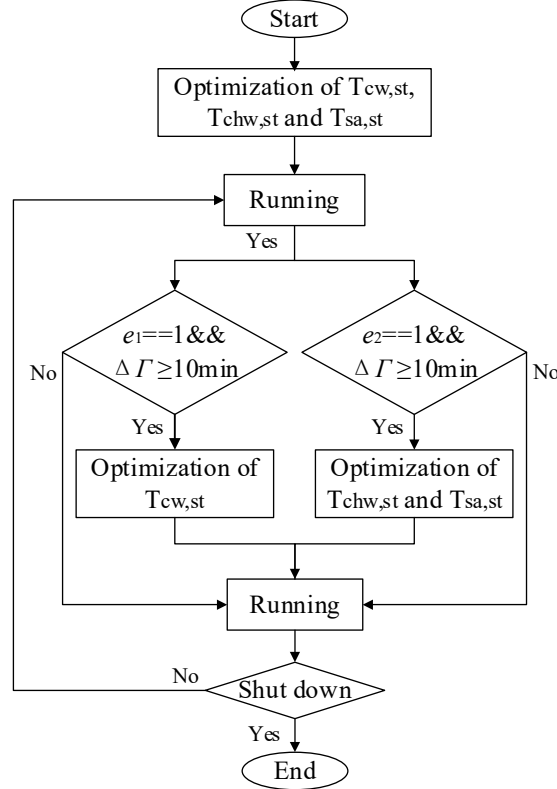 Start
Optimization of Tcw,st,
Tchw,st and Tsa,st
Running
Yes
e1==1&&
Δ Γ ≥10min
e2==1&&
Δ Γ ≥10min
No
No
Yes
Yes
Optimization of
Tcw,st
Optimization of
Tchw,st and Tsa,st
Running
No
Shut down
Yes
End